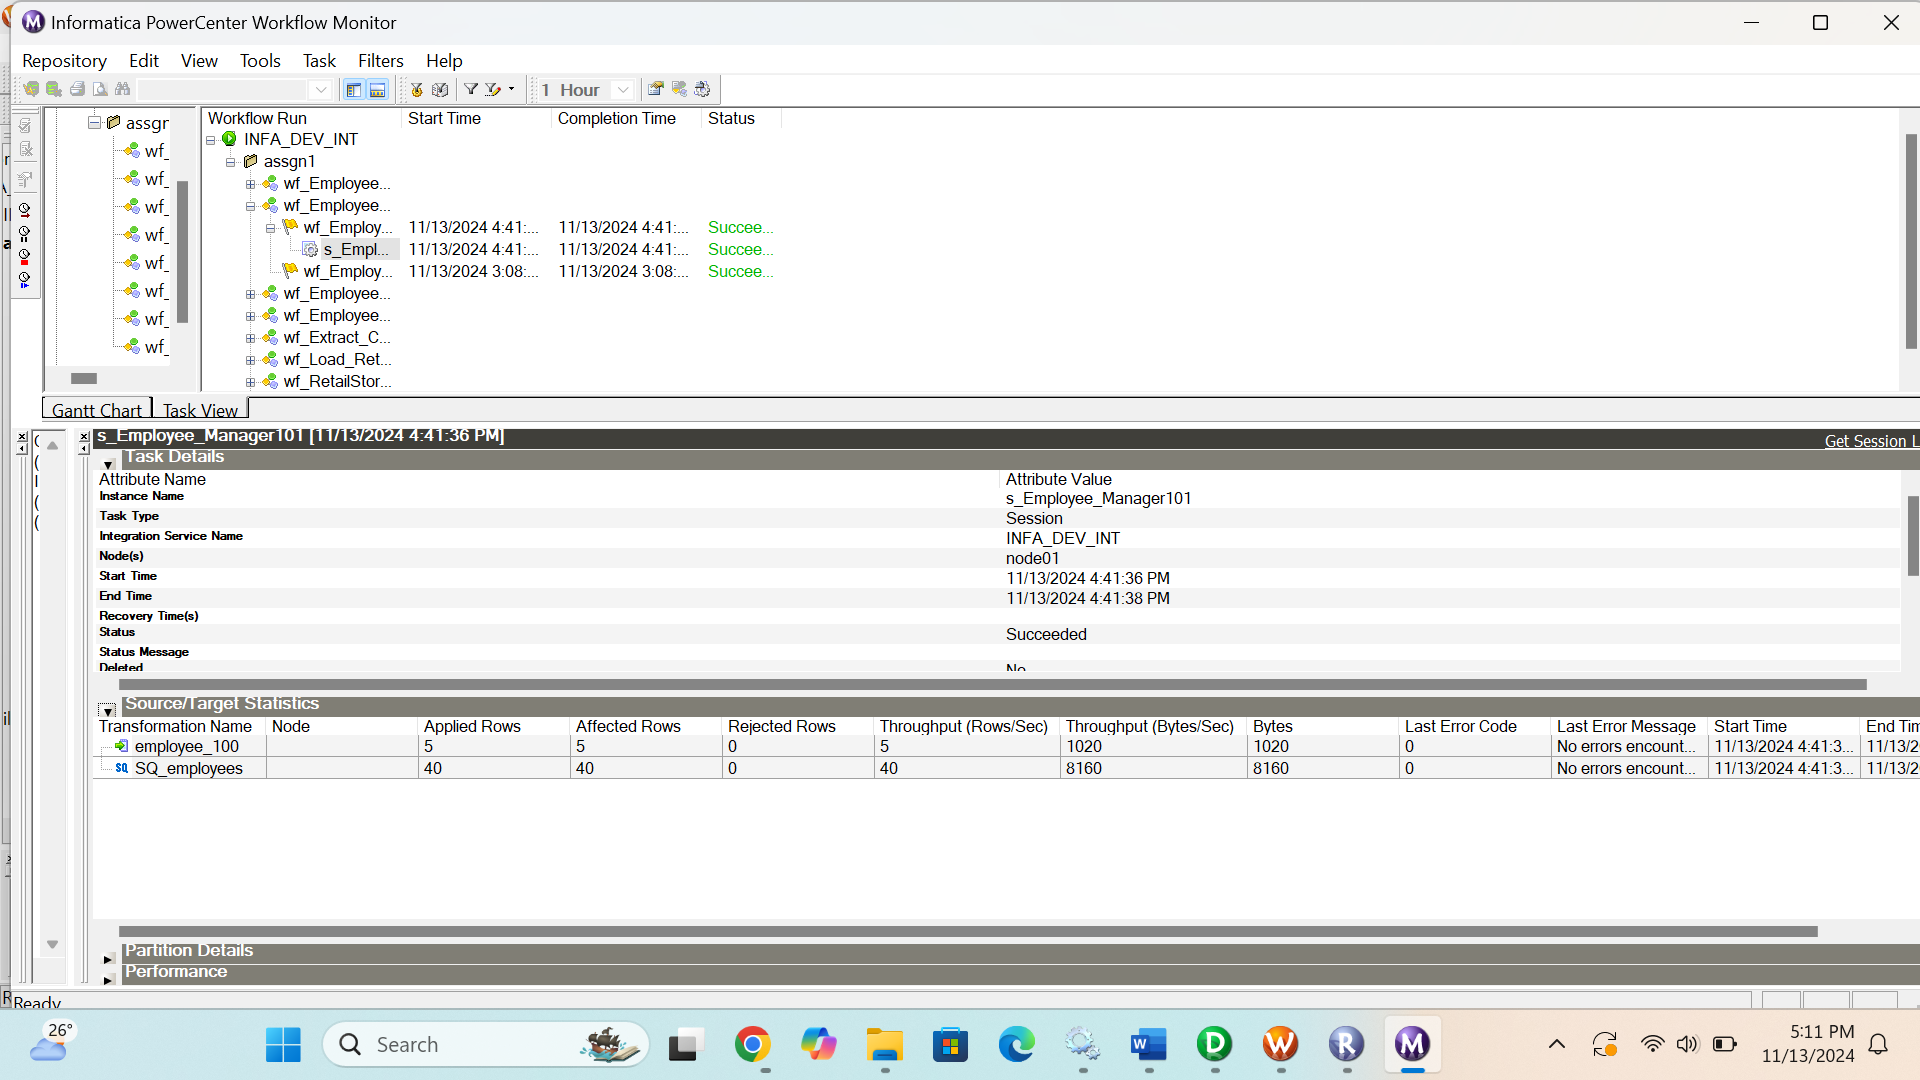 Informatica PowerCenter Workflow Monitor
Repository Edit View Tools Task Filters Help
1 Hour
assgr
wf_
wf_
wf_
wf_
wf_
wf_
wf_
wf_
Workflow Run Start Time Completion Time Status
INFA_DEV_INT
assgn1
wf_Employee...
wf_Employee...
wf_Employ... 11/13/2024 4:41:... 11/13/2024 4:41:... Succee...
s_Empl... 11/13/2024 4:41:... 11/13/2024 4:41:... Succee...
wf_Employ... 11/13/2024 3:08:... 11/13/2024 3:08:... Succee...
wf_Employee...
wf_Employee...
wf_Extract_C...
wf_Load_Ret...
wf_RetailStor...
Gantt Chart Task View
s_Employee_Manager101 [11/13/2024 4:41:36 PM]
Get Session L
Task Details
Attribute Name Attribute Value
Instance Name s_Employee_Manager101
Task Type Session
Integration Service Name INFA_DEV_INT
Node(s) node01
Start Time 11/13/2024 4:41:36 PM
End Time 11/13/2024 4:41:38 PM
Recovery Time(s)
Status Succeeded
Status Message
Deleted No
Source/Target Statistics
Transformation Name Node Applied Rows Affected Rows Rejected Rows Throughput (Rows/Sec) Throughput (Bytes/Sec) Bytes Last Error Code Last Error Message Start Time End Tim
employee_100 5 5 0 5 1020 1020 0 No errors encount... 11/13/2024 4:41:3... 11/13/2
SQ_employees 40 40 0 40 8160 8160 0 No errors encount... 11/13/2024 4:41:3... 11/13/2
Partition Details
Performance
Ready
26°
Search
5:11 PM
11/13/2024